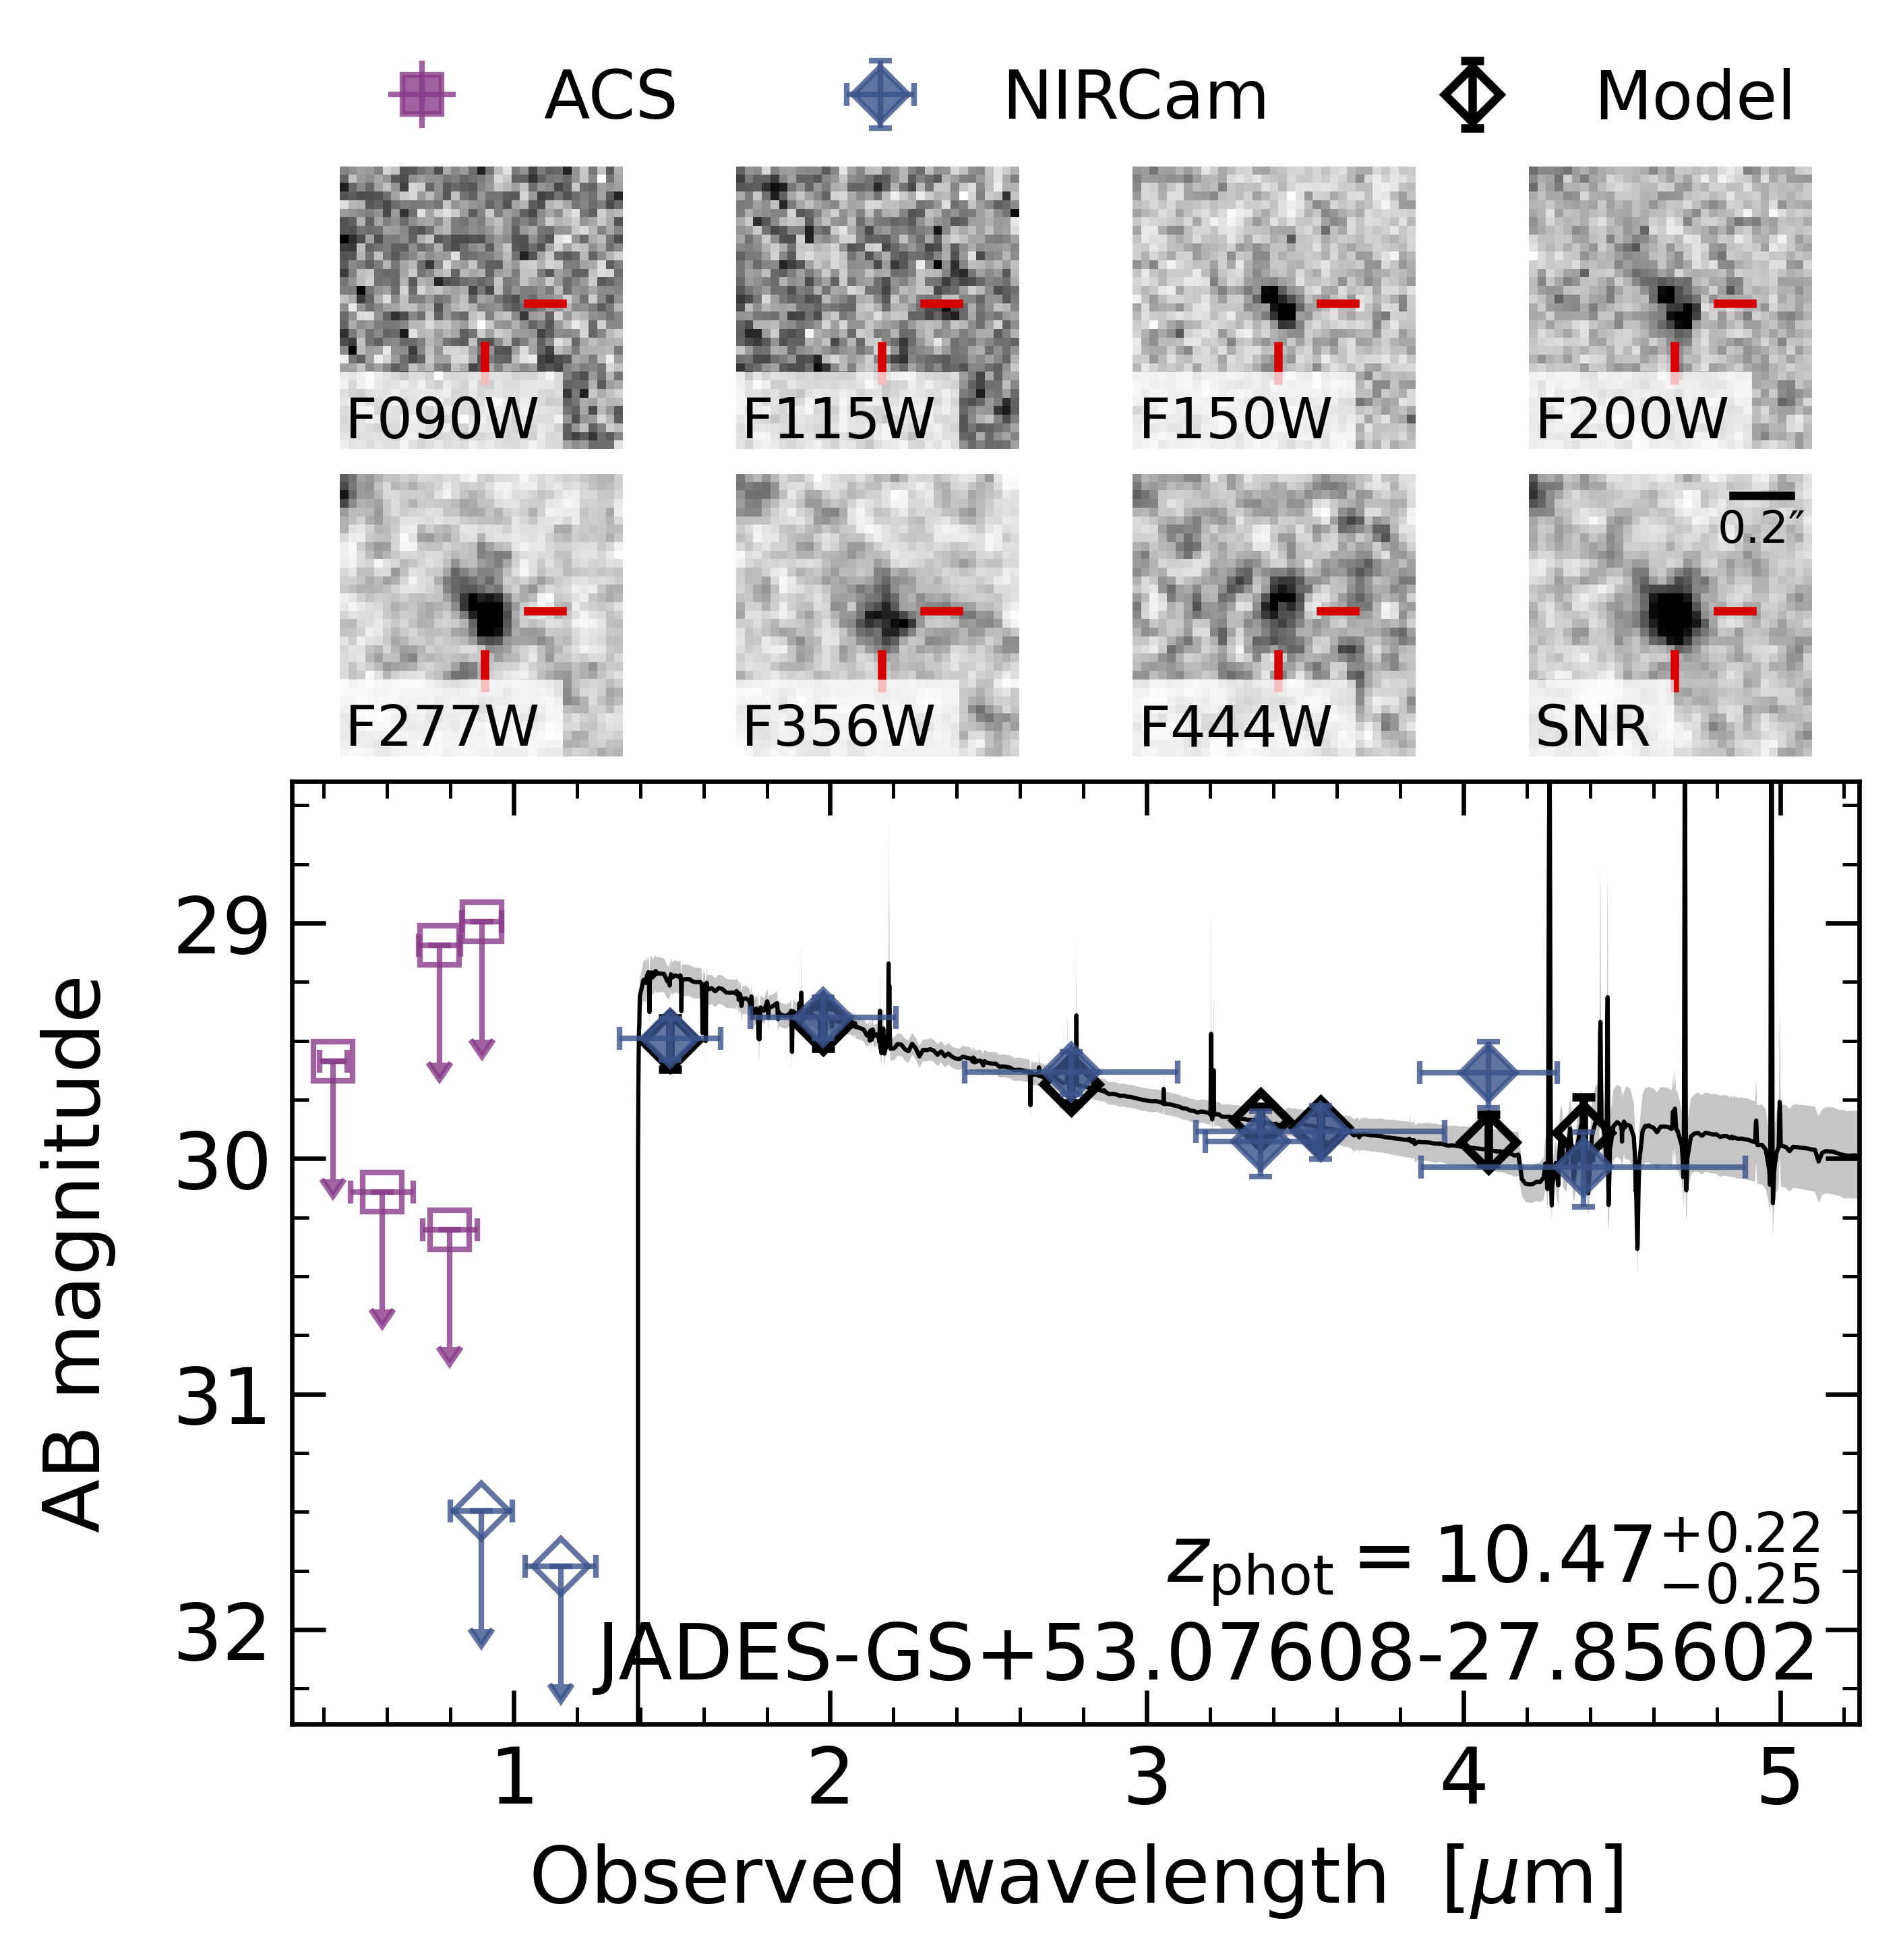 ACS NIRCam Model
F090W F115W F150W F200W
0.2″
F277W F356W F444W SNR
29
30
31
32
AB magnitude
z_phot = 10.47^{+0.22}_{−0.25}
JADES-GS+53.07608-27.85602
1 2 3 4 5
Observed wavelength [μm]